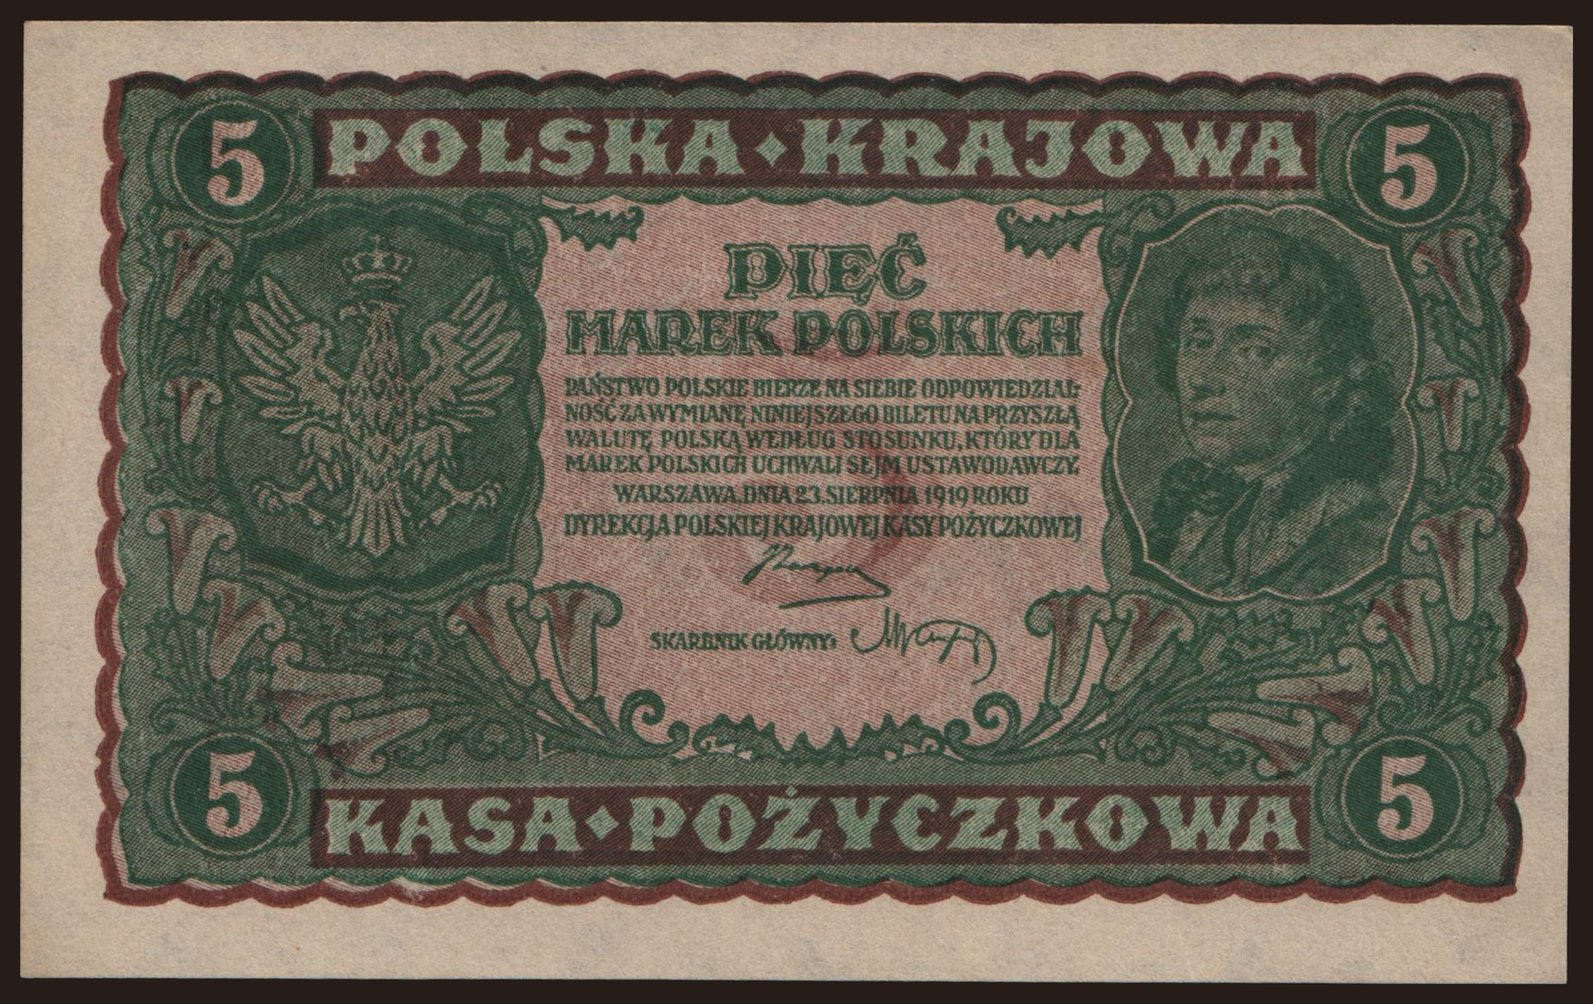 5 POLSKA KRAJOWA 5
PIĘĆ
MAREK POLSKICH
PAŃSTWO POLSKIE BIERZE NA SIEBIE ODPOWIEDZIAL-
NOŚĆ ZA WYMIANĘ NINIEJSZEGO BILETU NA PRZYSZŁĄ
WALUTĘ POLSKĄ WEDŁUG STOSUNKU, KTÓRY DLA
MAREK POLSKICH UCHWALI SEJM USTAWODAWCZY.
WARSZAWA, DNIA 23. SIERPNIA 1919 ROKU
DYREKCJA POLSKIEJ KRAJOWEJ KASY POŻYCZKOWEJ
SKARBNIK GŁÓWNY:
5 KASA POŻYCZKOWA 5